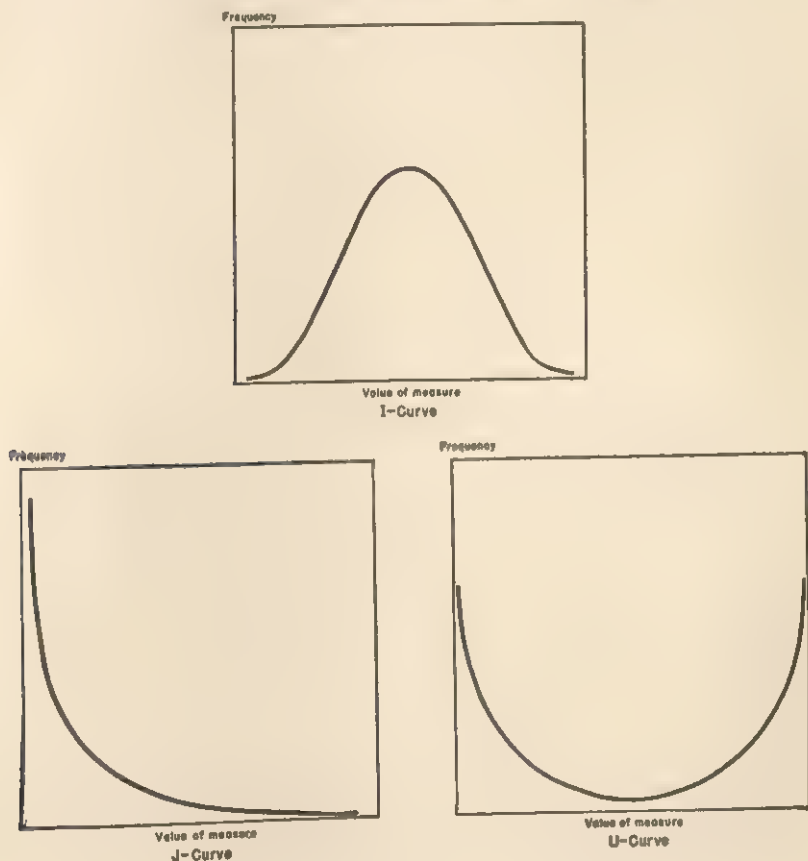 Frequency
Value of measure
I-Curve
Frequency
Frequency
Value of measure
J-Curve
Value of measure
U-Curve